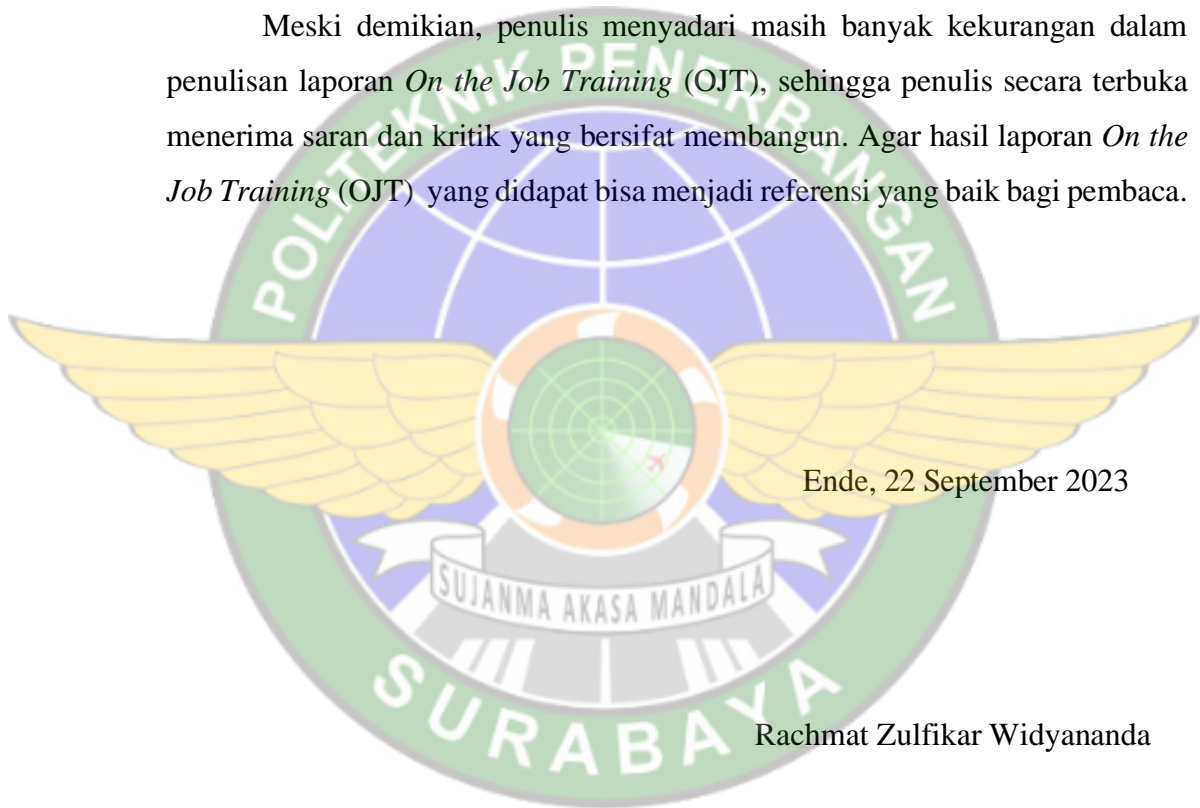 Meski demikian, penulis menyadari masih banyak kekurangan dalam
penulisan laporan On the Job Training (OJT), sehingga penulis secara terbuka
menerima saran dan kritik yang bersifat membangun. Agar hasil laporan On the
Job Training (OJT)  yang didapat bisa menjadi referensi yang baik bagi pembaca.
POLITEKNIK PENERBANGAN
Ende, 22 September 2023
SUJANMA AKASA MANDALA
SURABAYA
Rachmat Zulfikar Widyananda